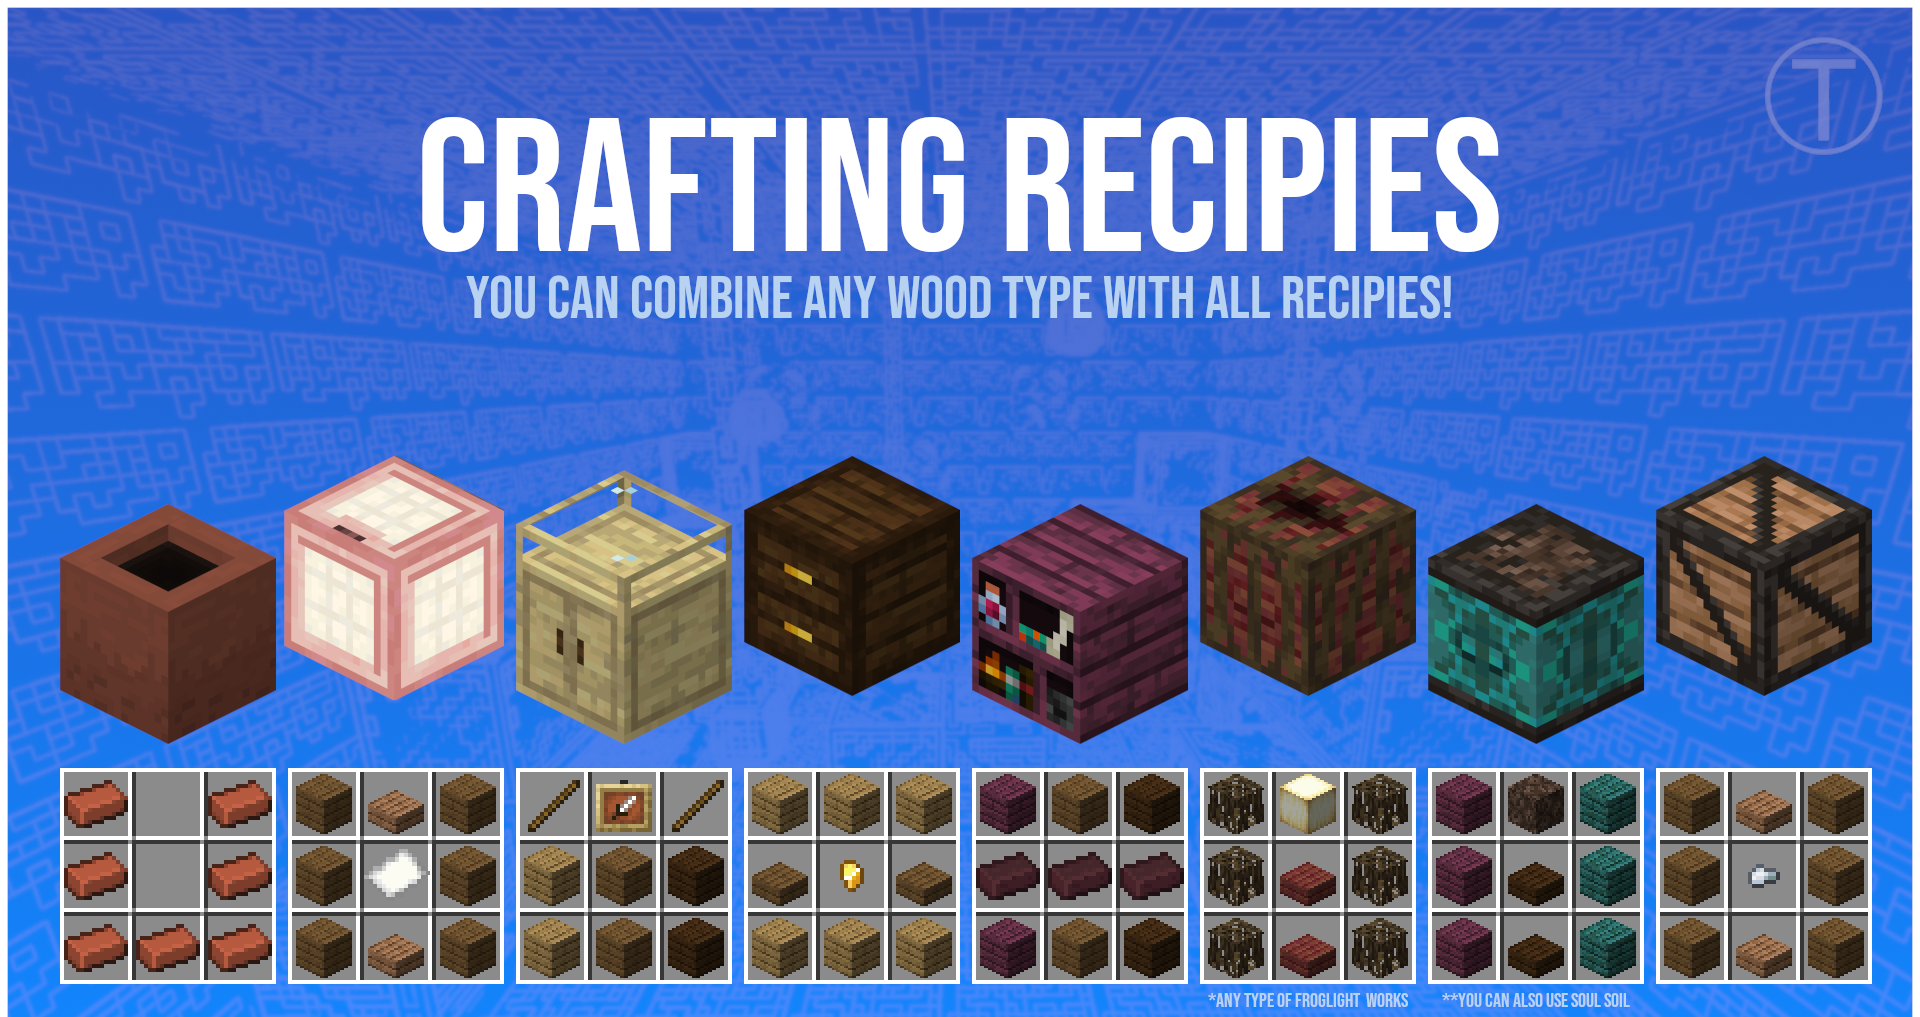 T
CRAFTING RECIPIES
YOU CAN COMBINE ANY WOOD TYPE WITH ALL RECIPIES!
*ANY TYPE OF FROGLIGHT WORKS
**YOU CAN ALSO USE SOUL SOIL